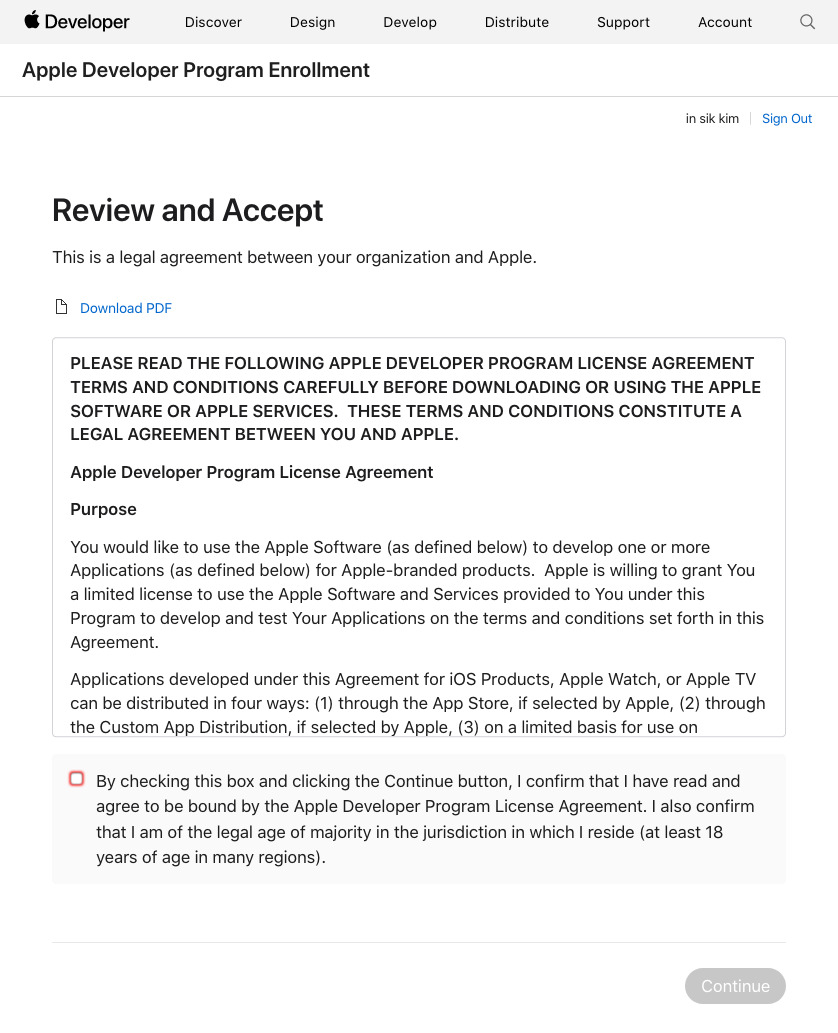 Developer
Discover
Design
Develop
Distribute
Support
Account
Apple Developer Program Enrollment
in sik kim
Sign Out
Review and Accept
This is a legal agreement between your organization and Apple.
Download PDF
PLEASE READ THE FOLLOWING APPLE DEVELOPER PROGRAM LICENSE AGREEMENT
TERMS AND CONDITIONS CAREFULLY BEFORE DOWNLOADING OR USING THE APPLE
SOFTWARE OR APPLE SERVICES.  THESE TERMS AND CONDITIONS CONSTITUTE A
LEGAL AGREEMENT BETWEEN YOU AND APPLE.
Apple Developer Program License Agreement
Purpose
You would like to use the Apple Software (as defined below) to develop one or more
Applications (as defined below) for Apple-branded products.  Apple is willing to grant You
a limited license to use the Apple Software and Services provided to You under this
Program to develop and test Your Applications on the terms and conditions set forth in this
Agreement.
Applications developed under this Agreement for iOS Products, Apple Watch, or Apple TV
can be distributed in four ways: (1) through the App Store, if selected by Apple, (2) through
the Custom App Distribution, if selected by Apple, (3) on a limited basis for use on
By checking this box and clicking the Continue button, I confirm that I have read and
agree to be bound by the Apple Developer Program License Agreement. I also confirm
that I am of the legal age of majority in the jurisdiction in which I reside (at least 18
years of age in many regions).
Continue